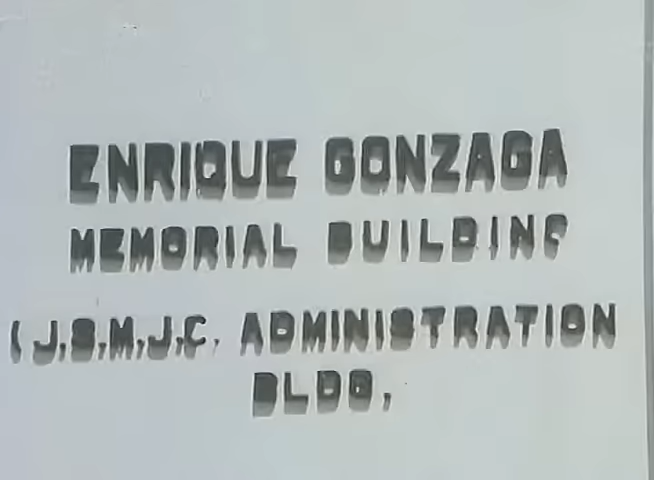 ENRIQUE GONZAGA
MEMORIAL BUILDING
(J.S.M.J.C. ADMINISTRATION
BLDG.